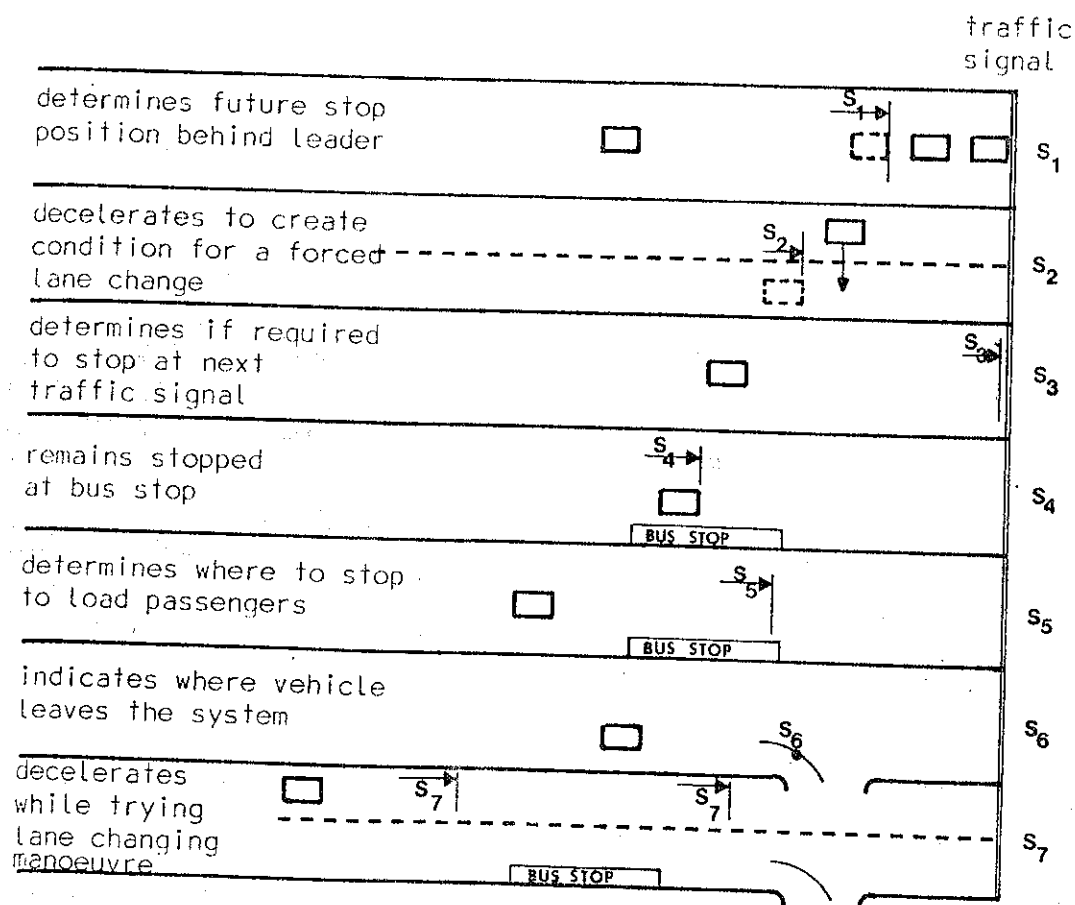 traffic
signal
determines future stop
position behind leader
S1
S1
decelerates to create
condition for a forced
lane change
S2
S2
determines if required
to stop at next
traffic signal
S3
S3
remains stopped
at bus stop
S4
BUS STOP
S4
determines where to stop
to load passengers
S5
BUS STOP
S5
indicates where vehicle
leaves the system
S6
S6
decelerates
while trying
lane changing
manoeuvre
S7
S7
BUS STOP
S7